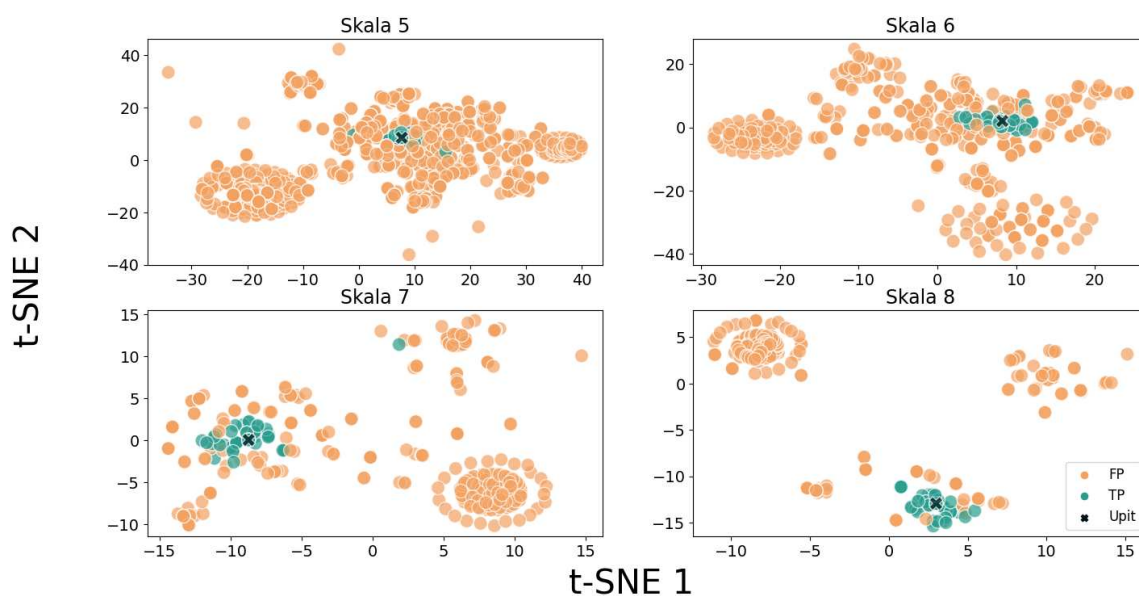 Skala 5
40
20
0
−20
−40
−30 −20 −10 0 10 20 30 40
Skala 6
20
0
−20
−40
−30 −20 −10 0 10 20
t-SNE 2
Skala 7
15
10
5
0
−5
−10
−15 −10 −5 0 5 10 15
Skala 8
5
0
−5
−10
−15
−10 −5 0 5 10 15
FP
TP
Upit
t-SNE 1